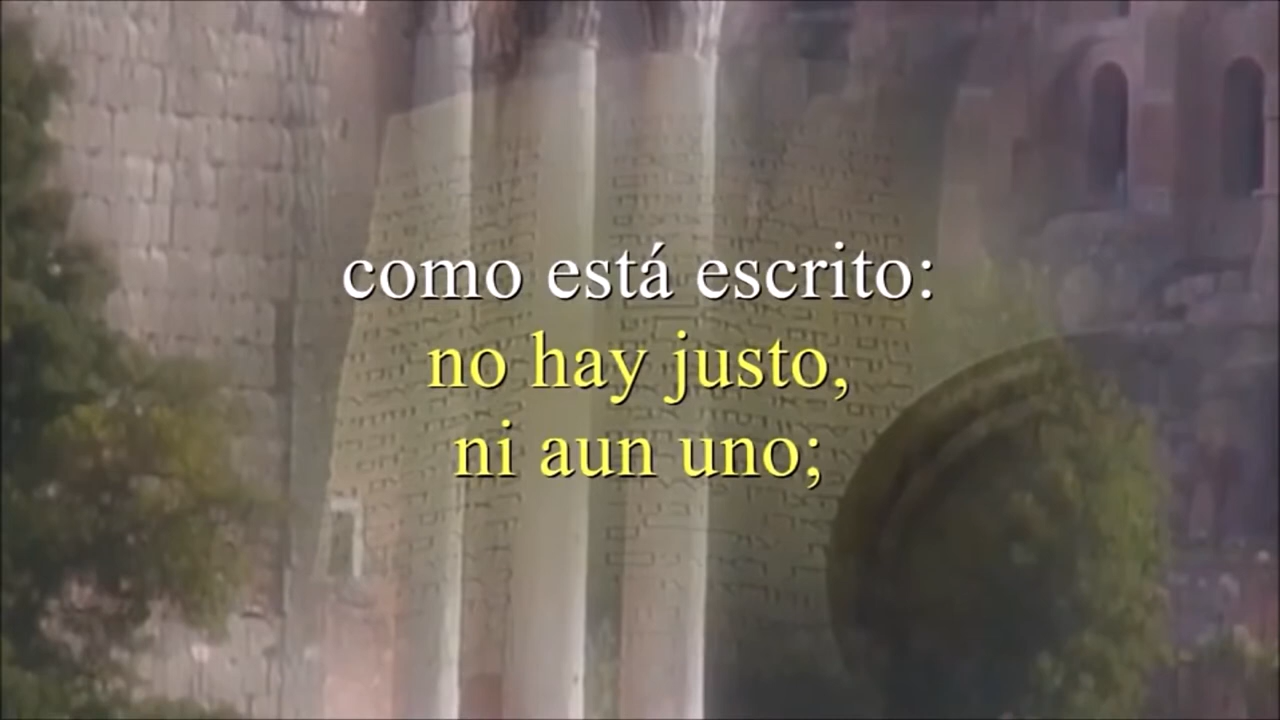 como está escrito:
no hay justo,
ni aun uno;